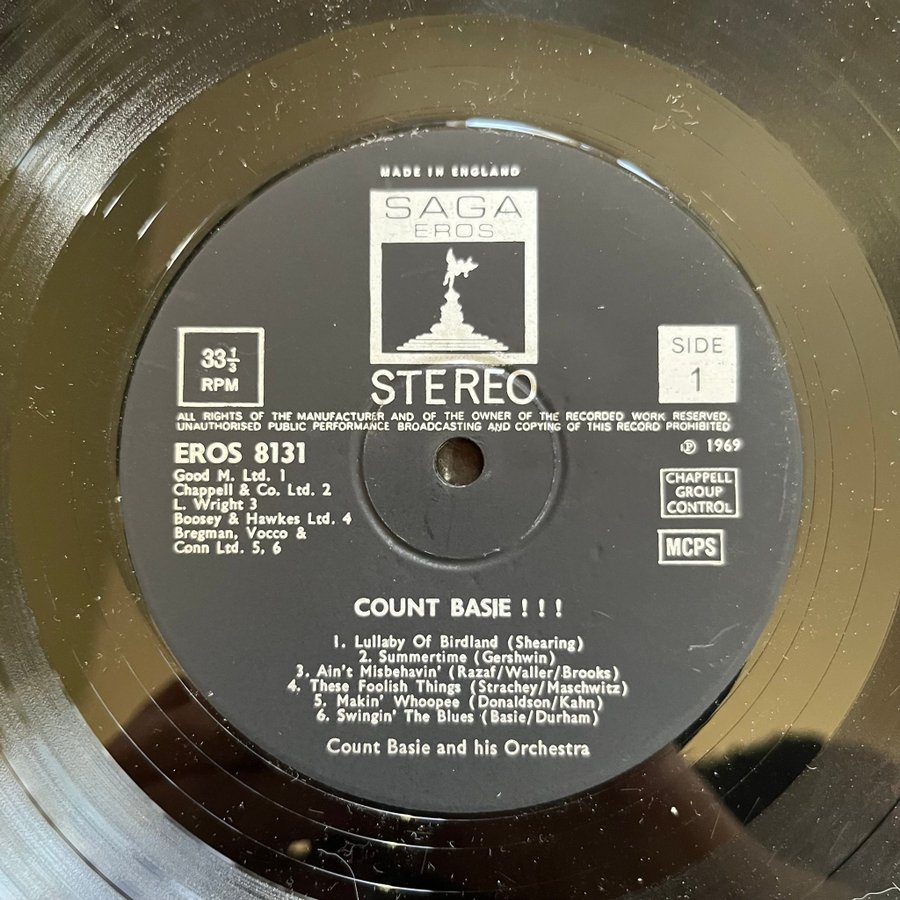 MADE IN ENGLAND
SAGA
EROS
33⅓
RPM
STEREO
SIDE
1
ALL RIGHTS OF THE MANUFACTURER AND OF THE OWNER OF THE RECORDED WORK RESERVED.
UNAUTHORISED PUBLIC PERFORMANCE BROADCASTING AND COPYING OF THIS RECORD PROHIBITED
EROS 8131
Good M. Ltd. 1
Chappell & Co. Ltd. 2
L. Wright 3
Boosey & Hawkes Ltd. 4
Bregman, Vocco &
Conn Ltd. 5, 6
℗ 1969
CHAPPELL
GROUP
CONTROL
MCPS
COUNT BASIE ! ! !
1. Lullaby Of Birdland (Shearing)
2. Summertime (Gershwin)
3. Ain't Misbehavin' (Razaf/Waller/Brooks)
4. These Foolish Things (Strachey/Maschwitz)
5. Makin' Whoopee (Donaldson/Kahn)
6. Swingin' The Blues (Basie/Durham)
Count Basie and his Orchestra